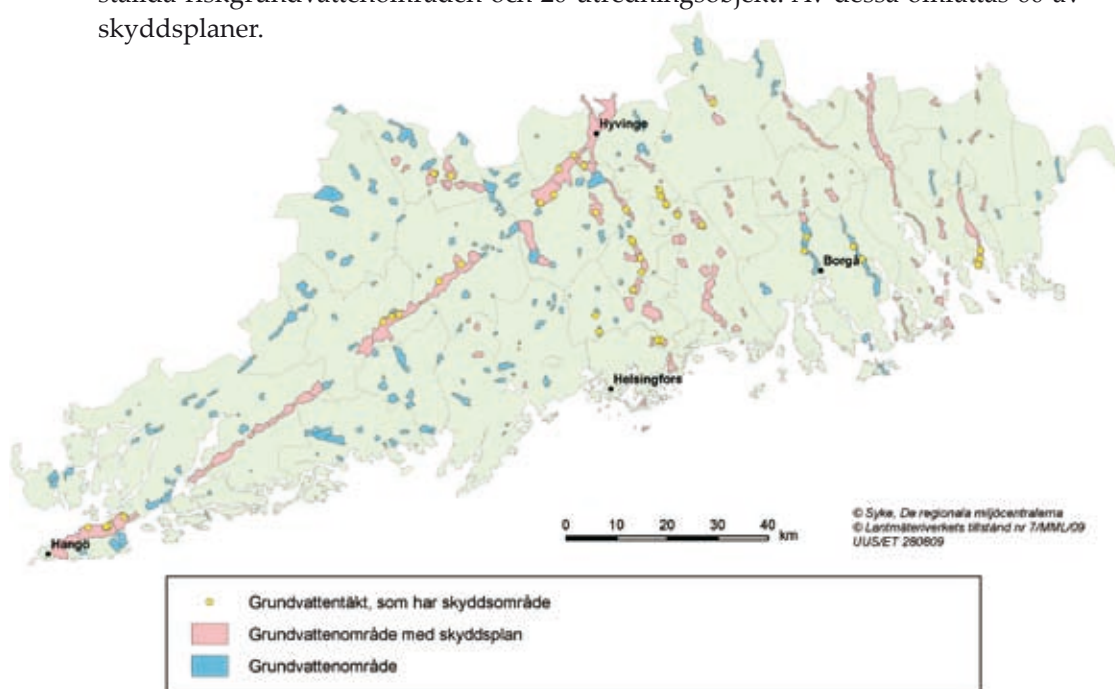 skyddsplaner.
Hyvinge
Borgå
Helsingfors
Hangö
0 10 20 30 40
km
© Syke, De regionala miljöcentralerna
© Lantmäteriverkets tillstånd nr 7/MML/09
UUS/ET 280809
Grundvattentäkt, som har skyddsområde
Grundvattenområde med skyddsplan
Grundvattenområde